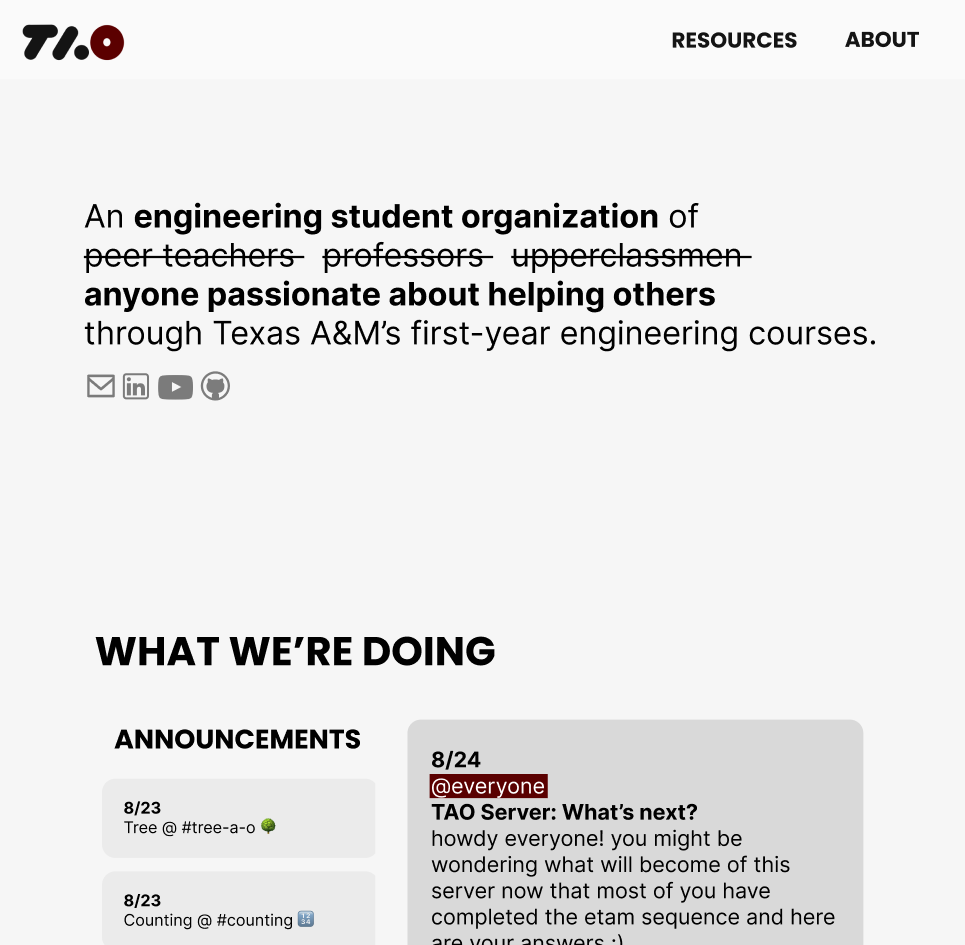 TAO
RESOURCES
ABOUT
An engineering student organization of
peer teachers professors upperclassmen
anyone passionate about helping others
through Texas A&M’s first-year engineering courses.
in
WHAT WE’RE DOING
ANNOUNCEMENTS
8/23
Tree @ #tree-a-o 🌳
8/23
Counting @ #counting 🔢
8/24
@everyone
TAO Server: What’s next?
howdy everyone! you might be
wondering what will become of this
server now that most of you have
completed the etam sequence and here
are your answers :)